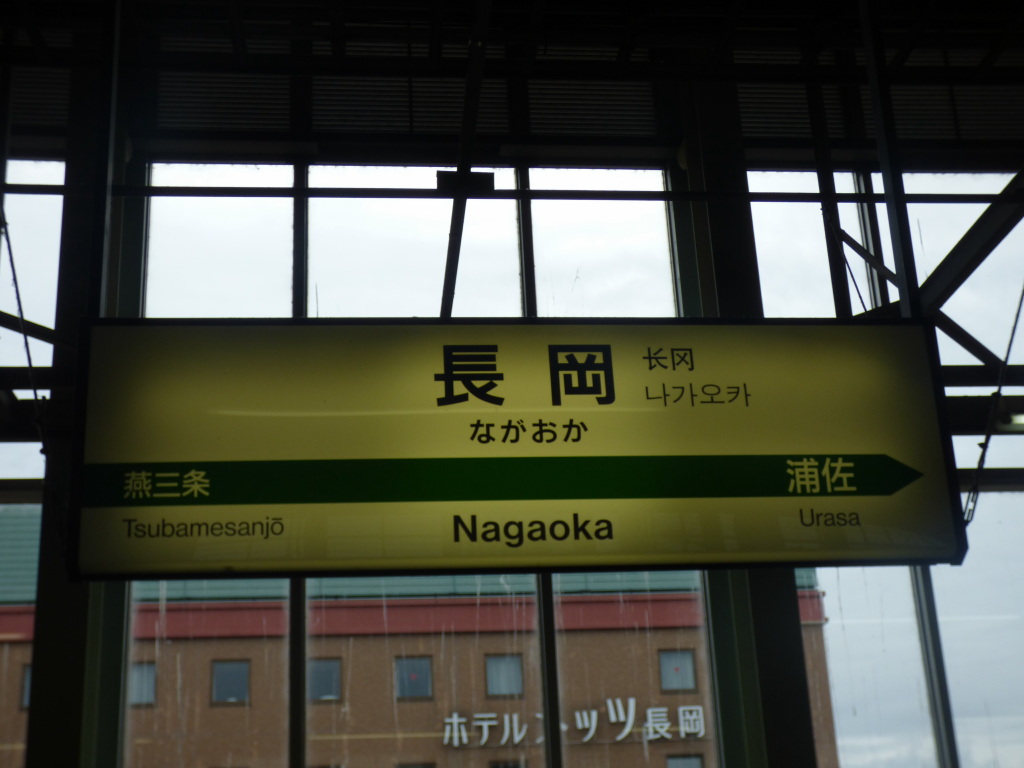 長岡
长冈
나가오카
ながおか
燕三条
浦佐
Tsubamesanjō
Nagaoka
Urasa
ホテル ッツ長岡